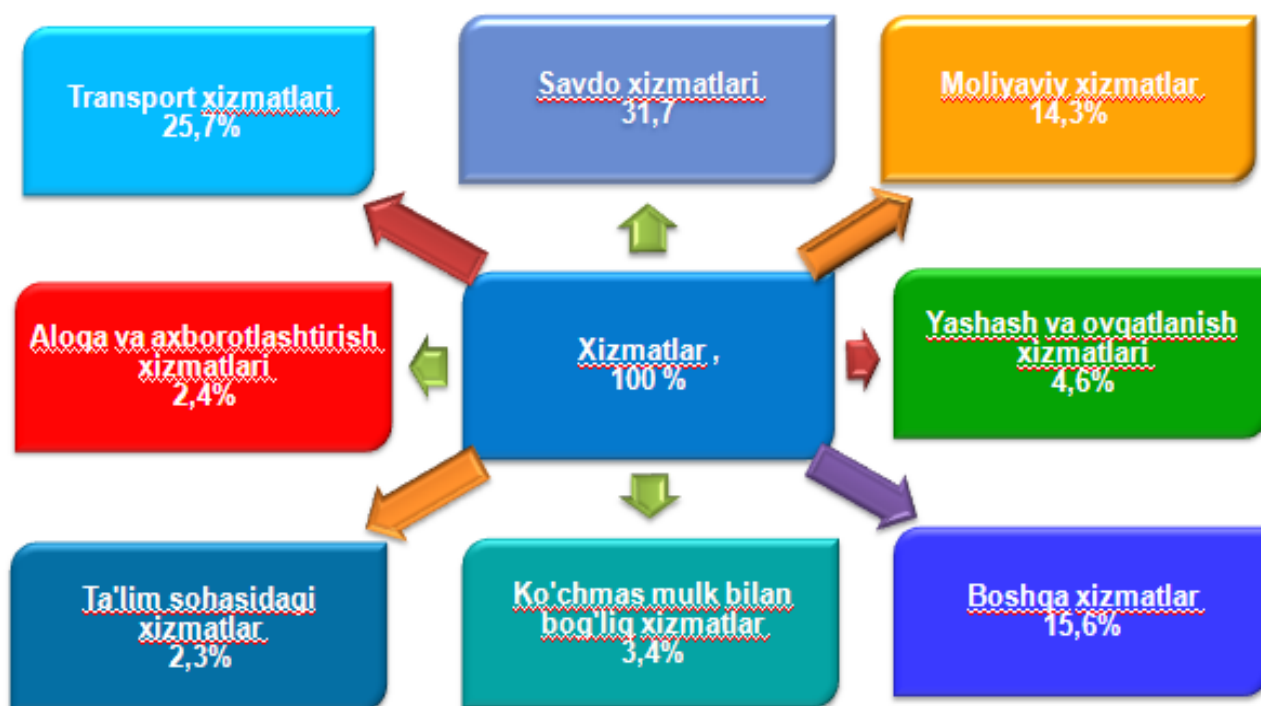 Transport xizmatlari
25,7%
Savdo xizmatlari
31,7
Moliyaviy xizmatlar
14,3%
Aloqa va axborotlashtirish
xizmatlari
2,4%
Xizmatlar ,
100 %
Yashash va ovqatlanish
xizmatlari
4,6%
Ta'lim sohasidagi
xizmatlar
2,3%
Ko'chmas mulk bilan
bog'liq xizmatlar
3,4%
Boshqa xizmatlar
15,6%